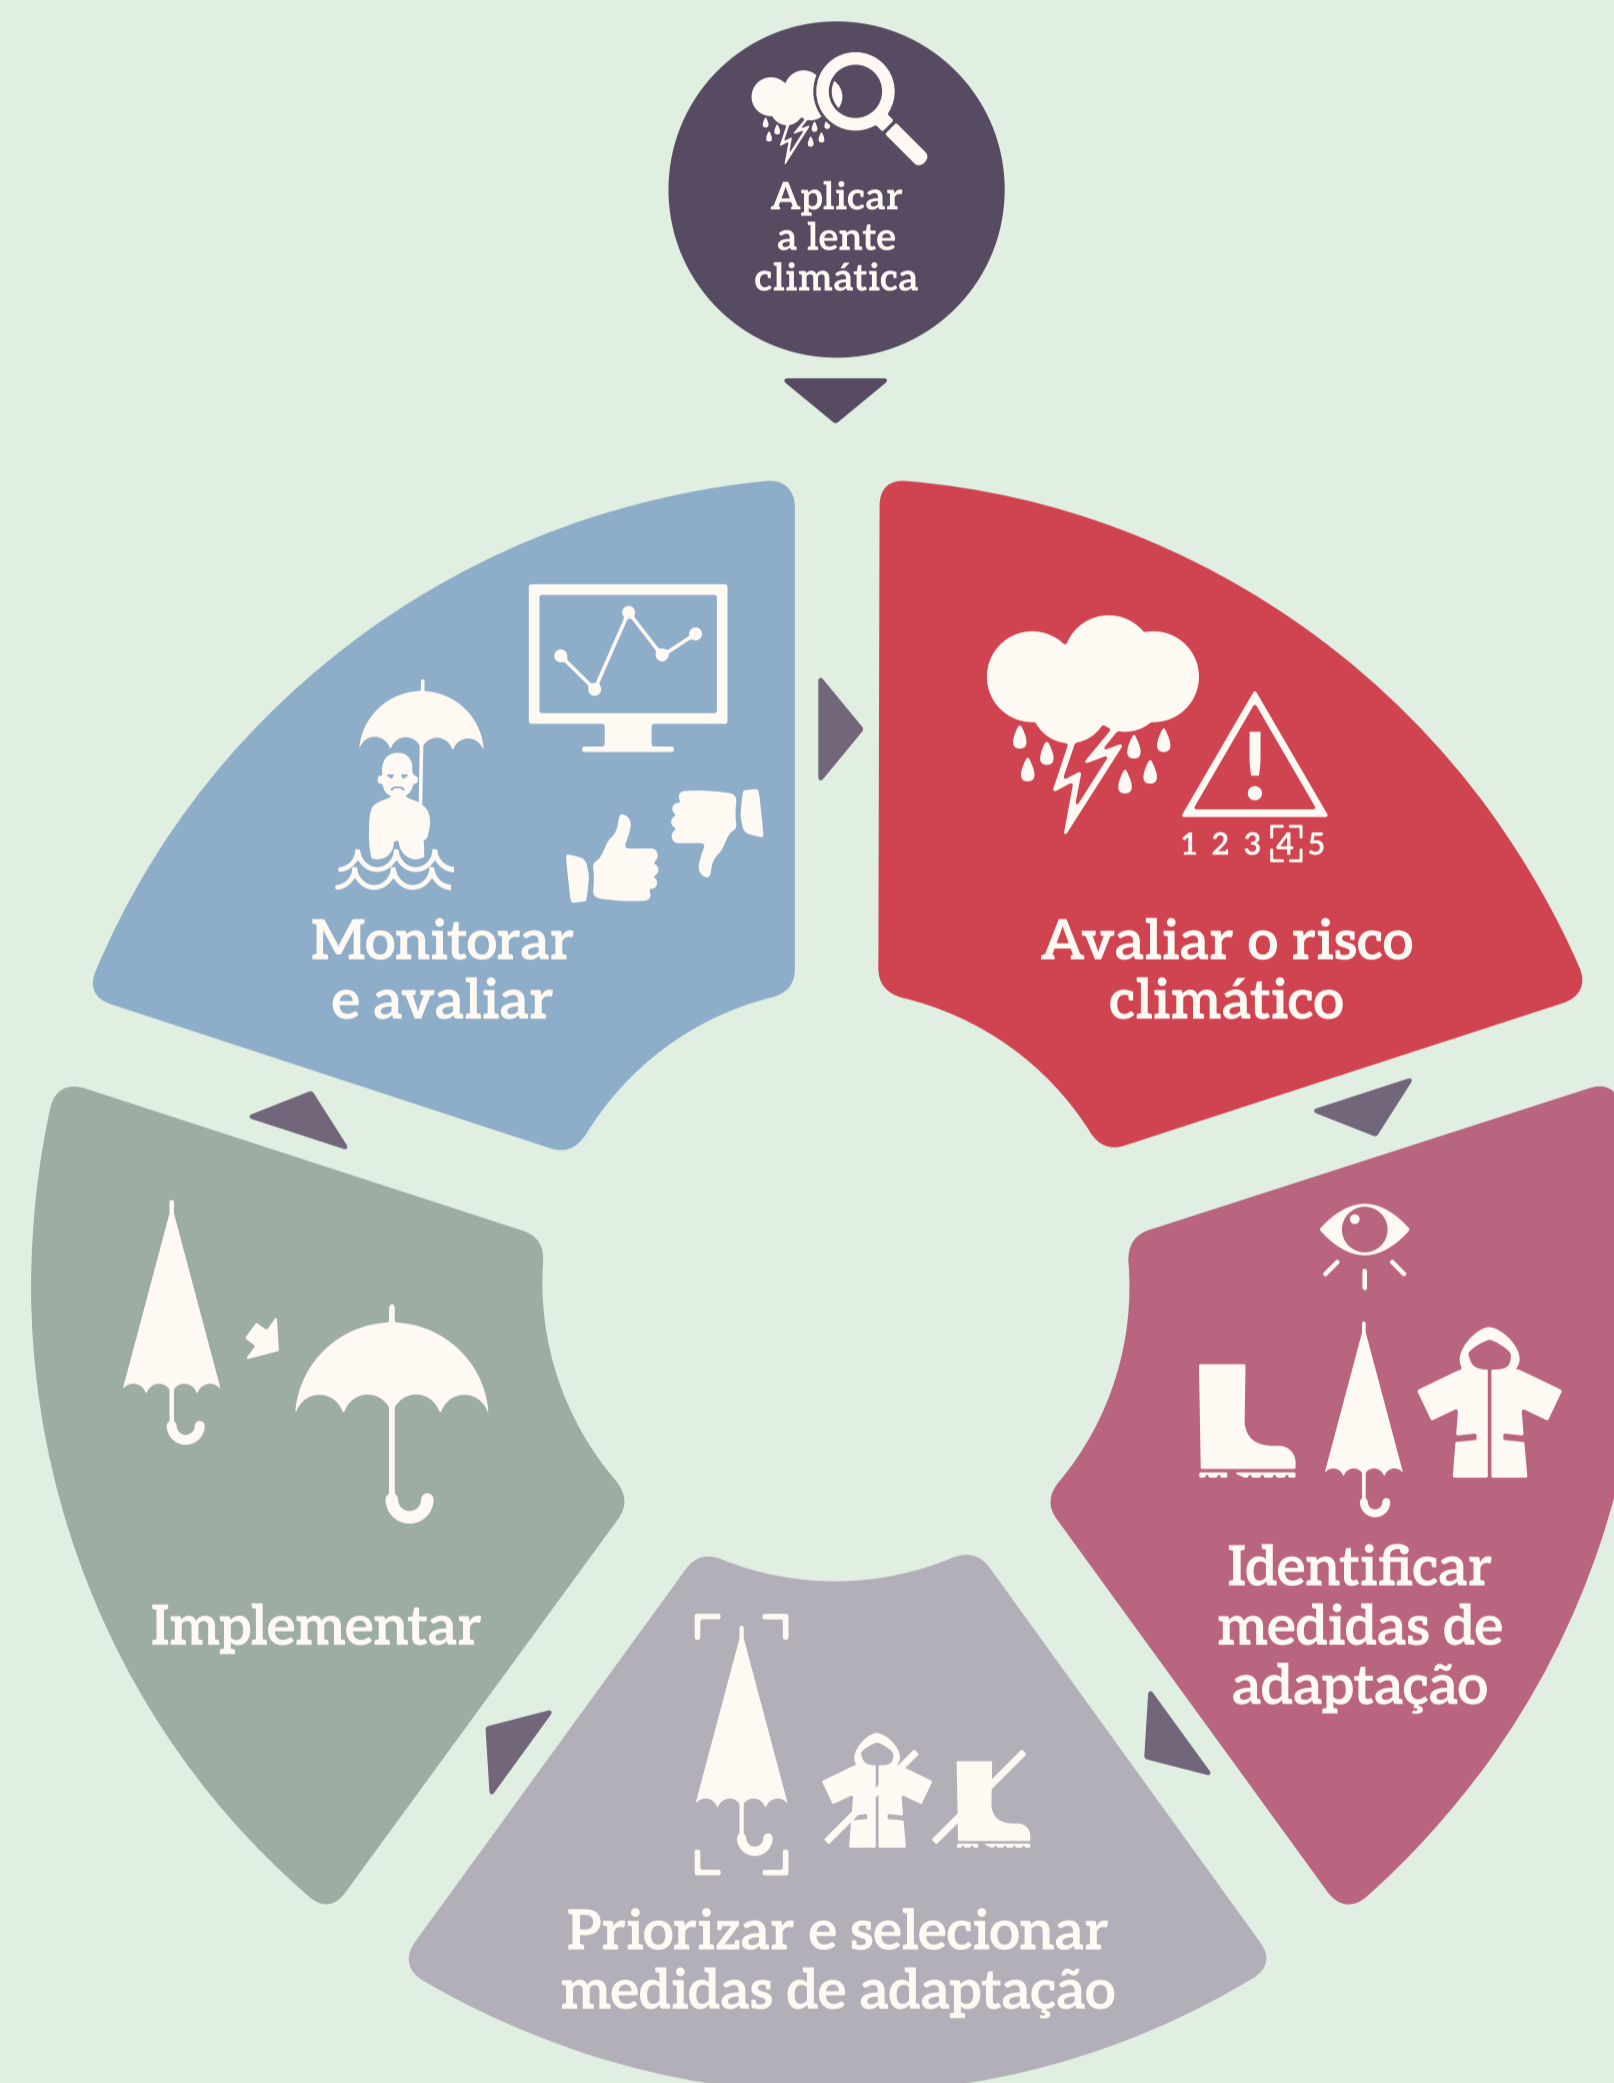 Aplicar
a lente
climática
Monitorar
e avaliar
1 2 3 4 5
Avaliar o risco
climático
Identificar
medidas de
adaptação
Implementar
Priorizar e selecionar
medidas de adaptação